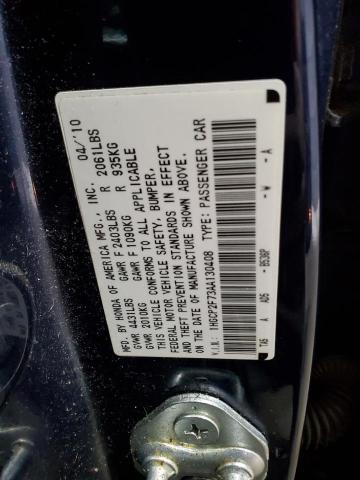 MFD. BY HONDA OF AMERICA MFG., INC. 04/'10
GVWR 4431LBS GAWR F 2403LBS R 2061LBS
GVWR 2010KG GAWR F 1090KG R 935KG
THIS VEHICLE CONFORMS TO ALL APPLICABLE
FEDERAL MOTOR VEHICLE SAFETY, BUMPER,
AND THEFT PREVENTION STANDARDS IN EFFECT
ON THE DATE OF MANUFACTURE SHOWN ABOVE.
V.I.N.: 1HGCP2F73AA130408 TYPE: PASSENGER CAR
TA5 A AD5 - B536P - W - A